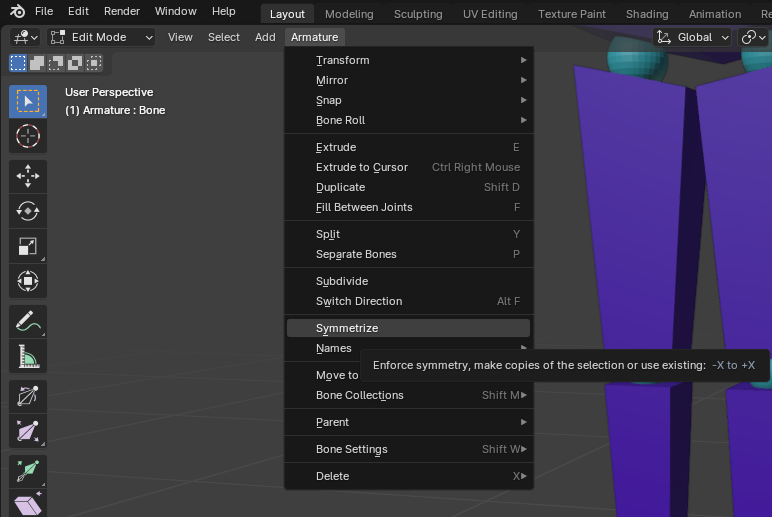 File Edit Render Window Help Layout Modeling Sculpting UV Editing Texture Paint Shading Animation Re
Edit Mode View Select Add Armature Global
User Perspective
(1) Armature : Bone
Transform
Mirror
Snap
Bone Roll
Extrude E
Extrude to Cursor Ctrl Right Mouse
Duplicate Shift D
Fill Between Joints F
Split Y
Separate Bones P
Subdivide
Switch Direction Alt F
Symmetrize
Names
Enforce symmetry, make copies of the selection or use existing: -X to +X
Move to
Bone Collections Shift M
Parent
Bone Settings Shift W
Delete X